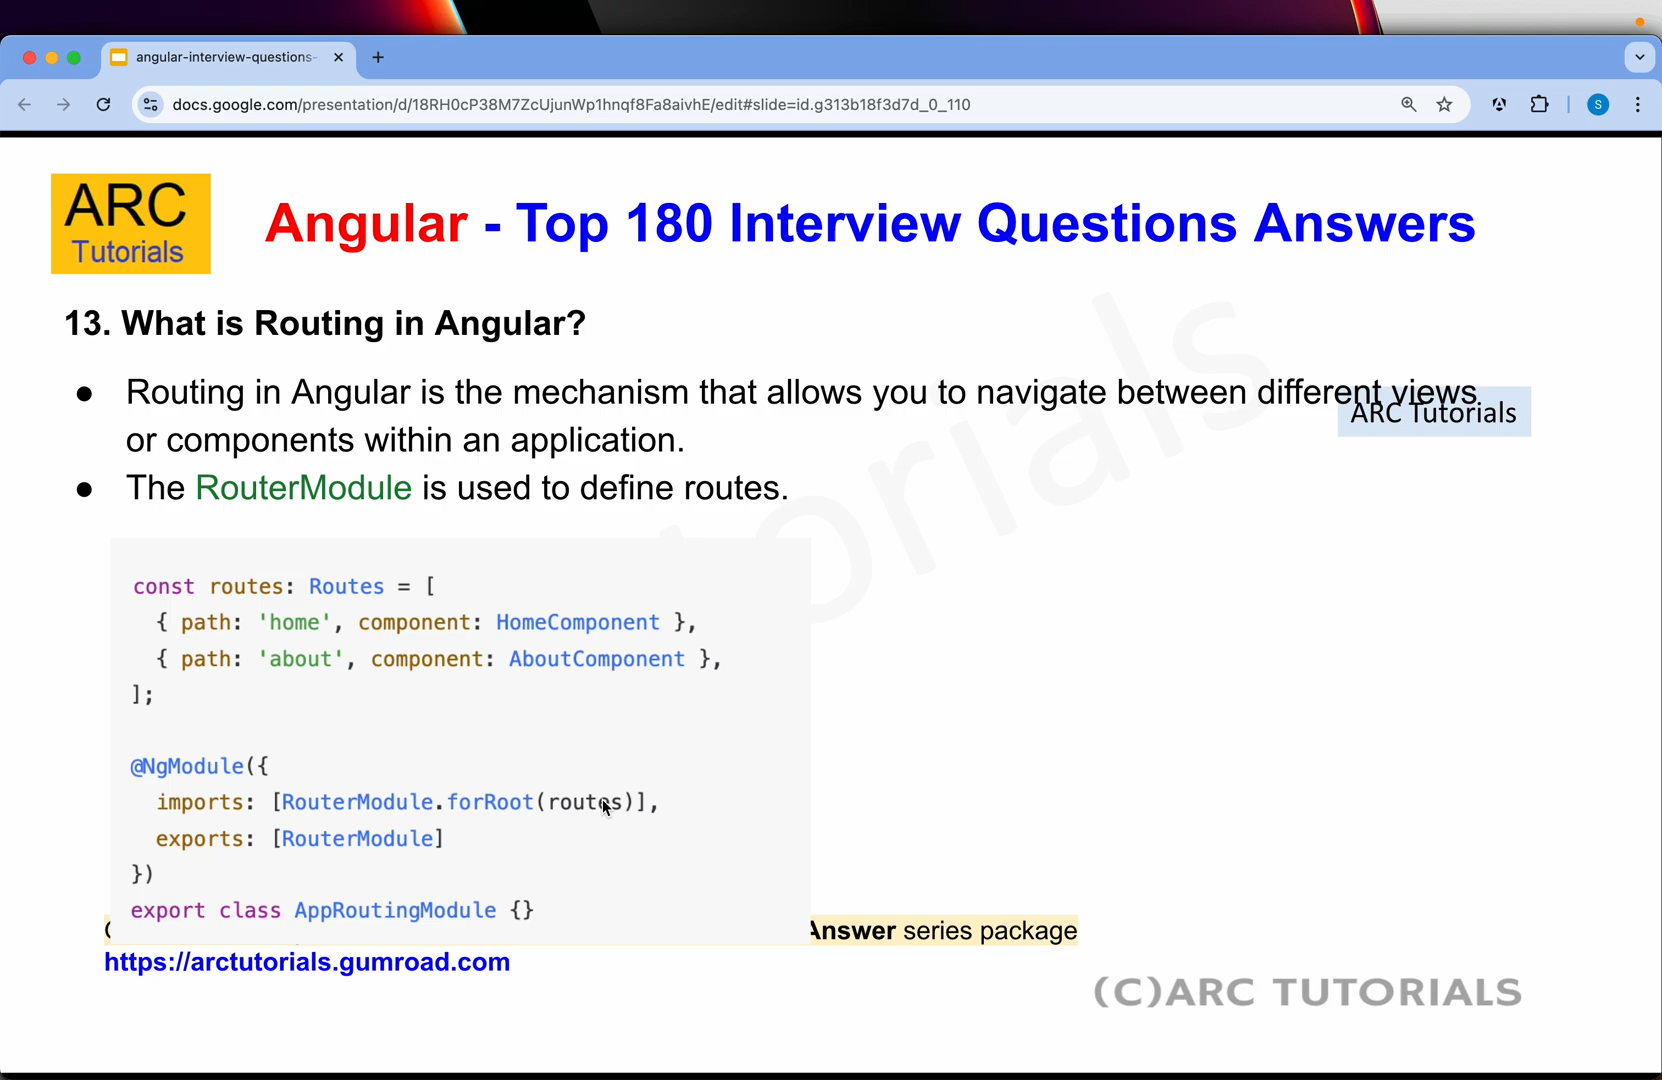 angular-interview-questions-
docs.google.com/presentation/d/18RH0cP38M7ZcUjunWp1hnqf8Fa8aivhE/edit#slide=id.g313b18f3d7d_0_110
S
ARC
Tutorials
Angular - Top 180 Interview Questions Answers
13. What is Routing in Angular?
● Routing in Angular is the mechanism that allows you to navigate between different views
or components within an application.
ARC Tutorials
● The RouterModule is used to define routes.
const routes: Routes = [
{ path: 'home', component: HomeComponent },
{ path: 'about', component: AboutComponent },
];
@NgModule({
imports: [RouterModule.forRoot(routes)],
exports: [RouterModule]
})
export class AppRoutingModule {}
Answer series package
https://arctutorials.gumroad.com
(C)ARC TUTORIALS